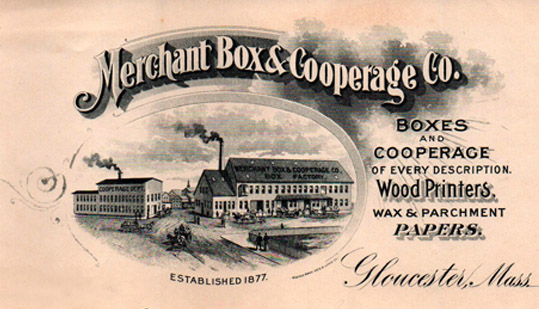 Merchant Box & Cooperage Co.
BOXES
AND
COOPERAGE
OF EVERY DESCRIPTION.
Wood Printers,
WAX & PARCHMENT
PAPERS.
COOPERAGE DEPT.
MERCHANT BOX & COOPERAGE CO.
BOX FACTORY.
ESTABLISHED 1877.
Gloucester, Mass.